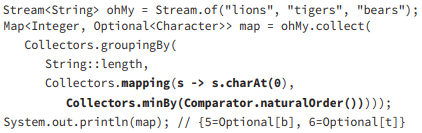 Stream<String> ohMy = Stream.of("lions", "tigers", "bears");
Map<Integer, Optional<Character>> map = ohMy.collect(
Collectors.groupingBy(
String::length,
Collectors.mapping(s -> s.charAt(0),
Collectors.minBy(Comparator.naturalOrder()))));
System.out.println(map); // {5=Optional[b], 6=Optional[t]}